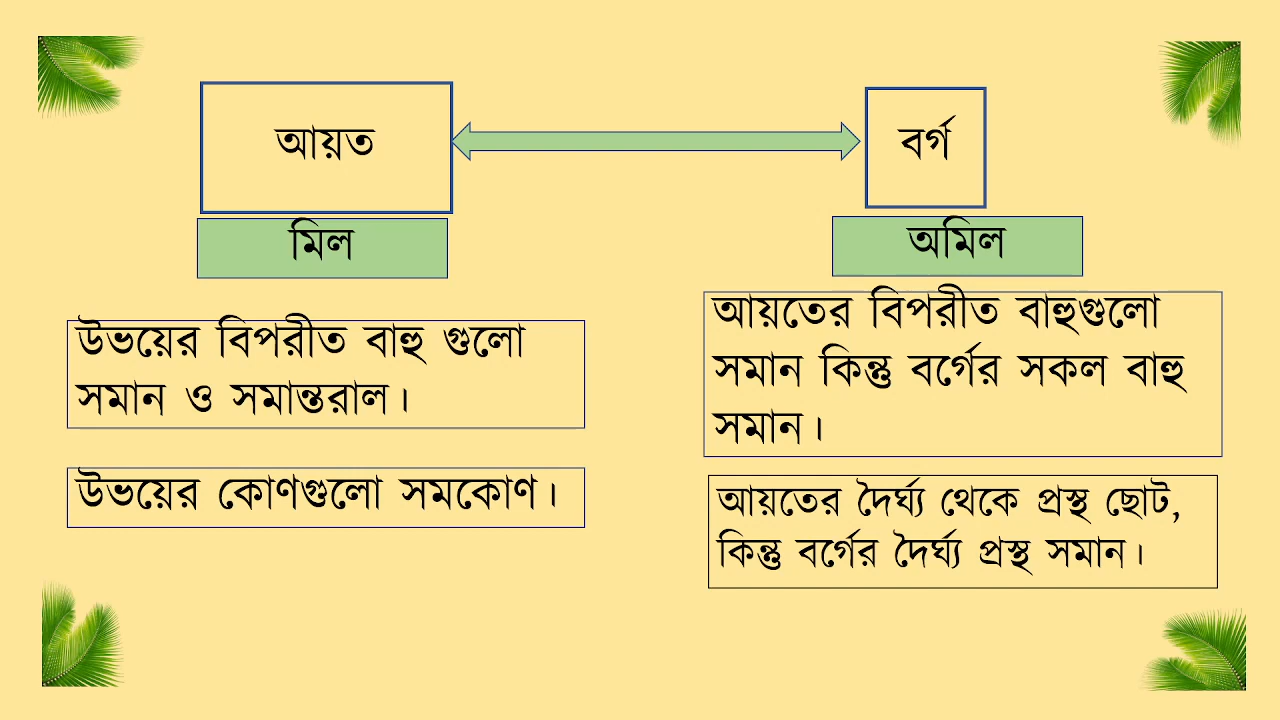 আয়ত
বর্গ
মিল
অমিল
উভয়ের বিপরীত বাহু গুলো
সমান ও সমান্তরাল।
উভয়ের কোণগুলো সমকোণ।
আয়তের বিপরীত বাহুগুলো
সমান কিন্তু বর্গের সকল বাহু
সমান।
আয়তের দৈর্ঘ্য থেকে প্রস্থ ছোট,
কিন্তু বর্গের দৈর্ঘ্য প্রস্থ সমান।